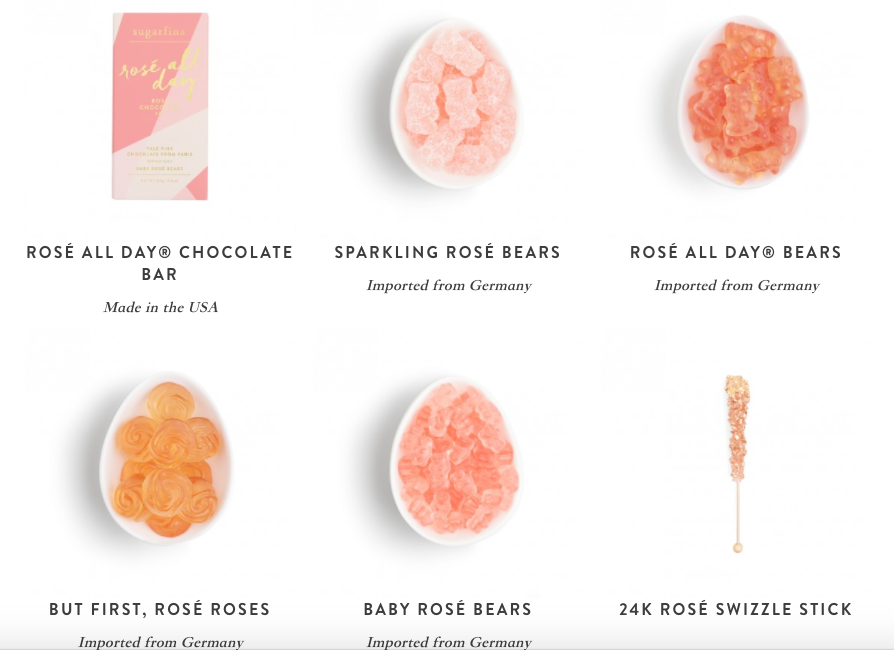 sugarfina
rosé all
day
ROSÉ ALL DAY® CHOCOLATE
BAR
Made in the USA
SPARKLING ROSÉ BEARS
Imported from Germany
ROSÉ ALL DAY® BEARS
Imported from Germany
BUT FIRST, ROSÉ ROSES
Imported from Germany
BABY ROSÉ BEARS
Imported from Germany
24K ROSÉ SWIZZLE STICK